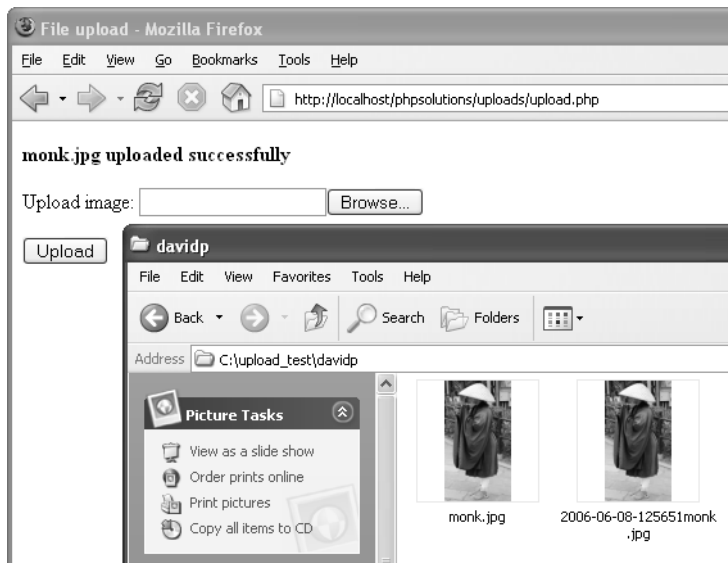 File upload - Mozilla Firefox
File Edit View Go Bookmarks Tools Help
http://localhost/phpsolutions/uploads/upload.php
monk.jpg uploaded successfully
Upload image: Browse...
Upload
davidp
File Edit View Favorites Tools Help
Back Search Folders
Address C:\upload_test\davidp
Picture Tasks
View as a slide show
Order prints online
Print pictures
Copy all items to CD
monk.jpg
2006-06-08-125651monk
.jpg